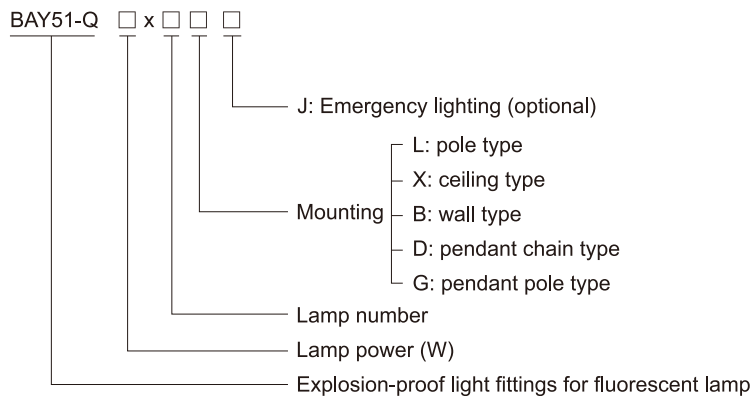 BAY51-Q □ x □ □ □
J: Emergency lighting (optional)
L: pole type
X: ceiling type
Mounting
B: wall type
D: pendant chain type
G: pendant pole type
Lamp number
Lamp power (W)
Explosion-proof light fittings for fluorescent lamp